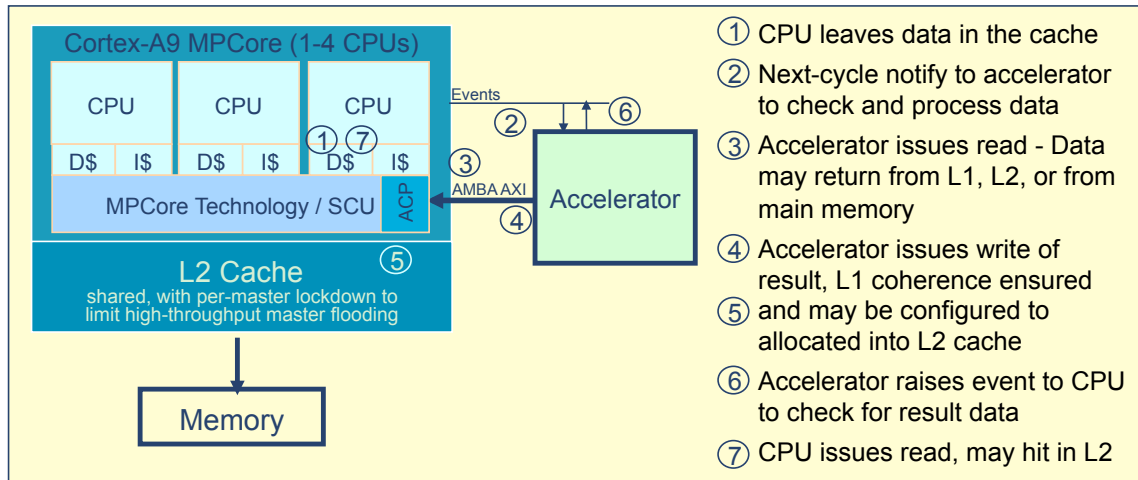 Cortex-A9 MPCore (1-4 CPUs)
CPU
CPU
CPU
1
7
D$
I$
D$
I$
D$
I$
MPCore Technology / SCU
ACP
5
L2 Cache
shared, with per-master lockdown to
limit high-throughput master flooding
Memory
Events
2
6
3
AMBA AXI
4
Accelerator
1 CPU leaves data in the cache
2 Next-cycle notify to accelerator
to check and process data
3 Accelerator issues read - Data
may return from L1, L2, or from
main memory
4 Accelerator issues write of
result, L1 coherence ensured
5 and may be configured to
allocated into L2 cache
6 Accelerator raises event to CPU
to check for result data
7 CPU issues read, may hit in L2